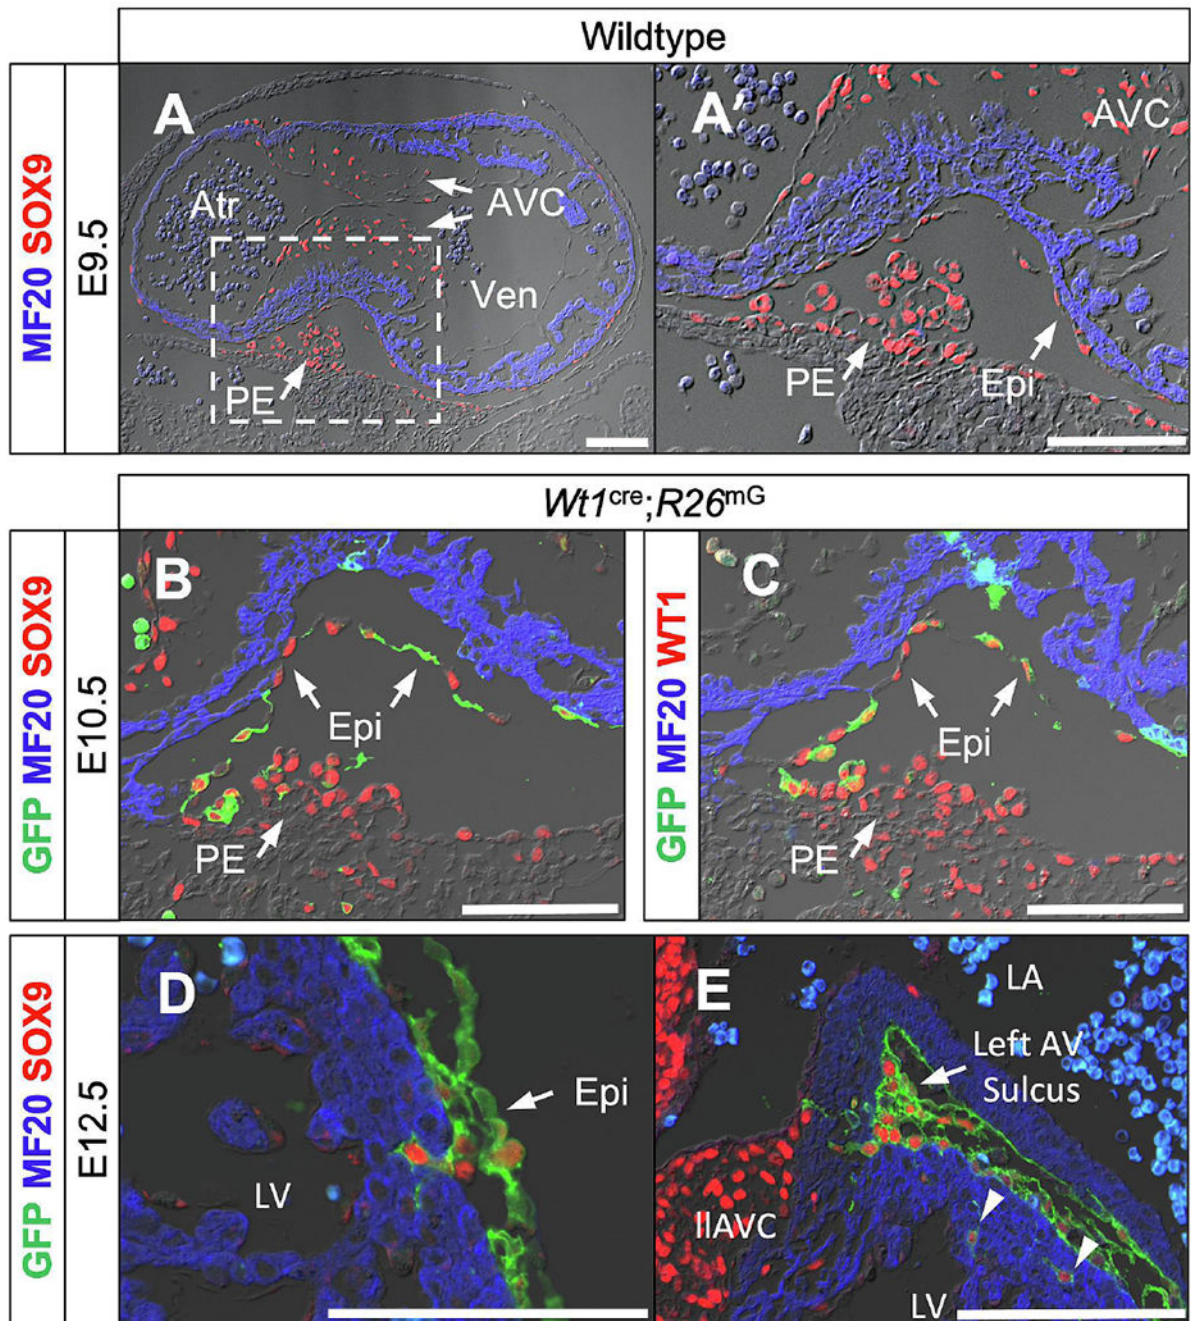 Wildtype
MF20 SOX9
E9.5
A
Atr
AVC
Ven
PE
A′
AVC
PE
Epi
Wt1cre;R26mG
GFP MF20 SOX9
E10.5
B
Epi
PE
GFP MF20 WT1
C
Epi
PE
GFP MF20 SOX9
E12.5
D
Epi
LV
E
LA
Left AV
Sulcus
llAVC
LV